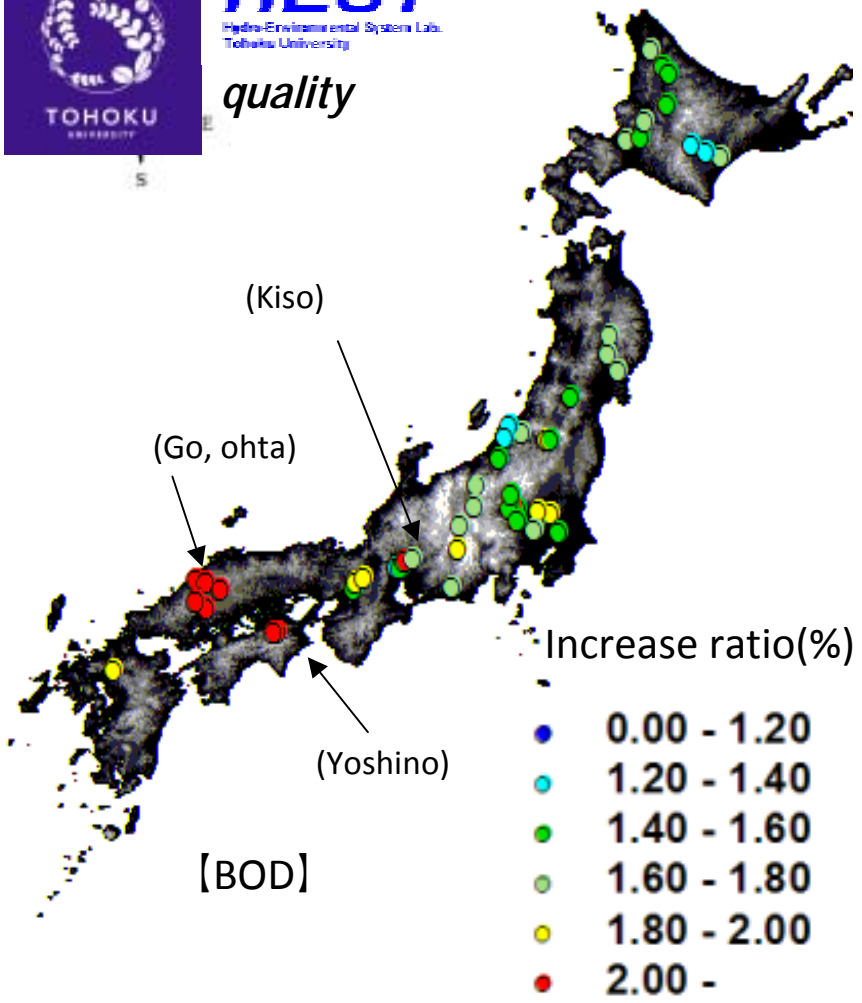 Hydro-Environmental System Lab.
Tohoku University
TOHOKU
UNIVERSITY
quality
E
S
(Kiso)
(Go, ohta)
(Yoshino)
【BOD】
Increase ratio(%)
0.00 - 1.20
1.20 - 1.40
1.40 - 1.60
1.60 - 1.80
1.80 - 2.00
2.00 -